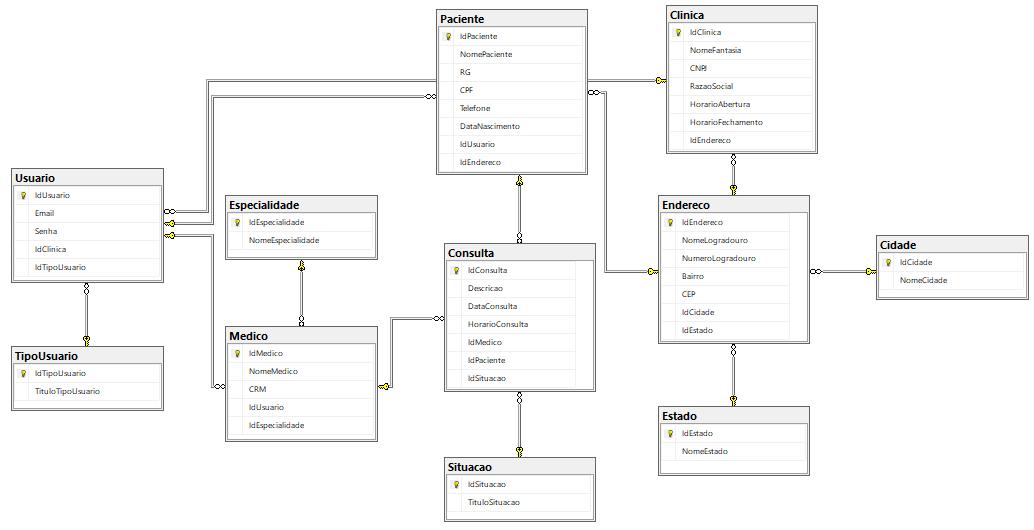 Paciente
IdPaciente
NomePaciente
RG
CPF
Telefone
DataNascimento
IdUsuario
IdEndereco
Clinica
IdClinica
NomeFantasia
CNPJ
RazaoSocial
HorarioAbertura
HorarioFechamento
IdEndereco
Usuario
IdUsuario
Email
Senha
IdClinica
IdTipoUsuario
Especialidade
IdEspecialidade
NomeEspecialidade
Endereco
IdEndereco
NomeLogradouro
NumeroLogradouro
Bairro
CEP
IdCidade
IdEstado
Cidade
IdCidade
NomeCidade
Consulta
IdConsulta
Descricao
DataConsulta
HorarioConsulta
IdMedico
IdPaciente
IdSituacao
Medico
IdMedico
NomeMedico
CRM
IdUsuario
IdEspecialidade
TipoUsuario
IdTipoUsuario
TituloTipoUsuario
Estado
IdEstado
NomeEstado
Situacao
IdSituacao
TituloSituacao